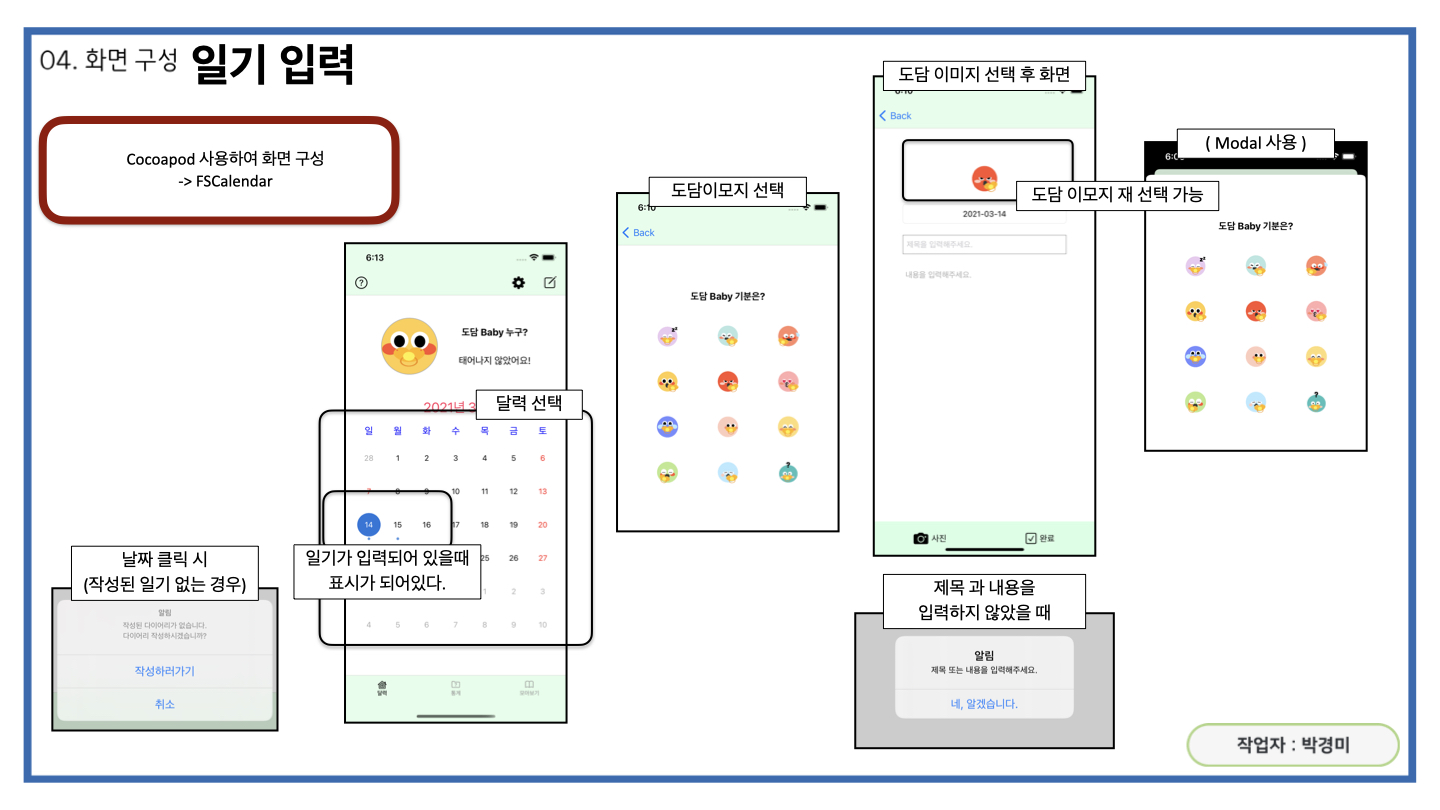 04. 화면 구성 일기 입력
Cocoapod 사용하여 화면 구성
-> FSCalendar
날짜 클릭 시
(작성된 일기 없는 경우)
알림
작성된 다이어리가 없습니다.
다이어리 작성하시겠습니까?
작성하러가기
취소
6:13
?
도담 Baby 누구?
태어나지 않았어요!
달력 선택
2021년 3
일 월 화 수 목 금 토
28 1 2 3 4 5 6
7 8 9 10 11 12 13
14 15 16 17 18 19 20
일기가 입력되어 있을때
표시가 되어있다.
25 26 27
1 2 3
4 5 6 7 8 9 10
달력 통계 모아보기
도담이모지 선택
6:10
Back
도담 Baby 기분은?
도담 이미지 선택 후 화면
6:10
Back
도담 이모지 재 선택 가능
2021-03-14
제목을 입력해주세요.
내용을 입력해주세요.
사진 완료
제목 과 내용을
입력하지 않았을 때
알림
제목 또는 내용을 입력해주세요.
네, 알겠습니다.
( Modal 사용 )
도담 Baby 기분은?
작업자 : 박경미